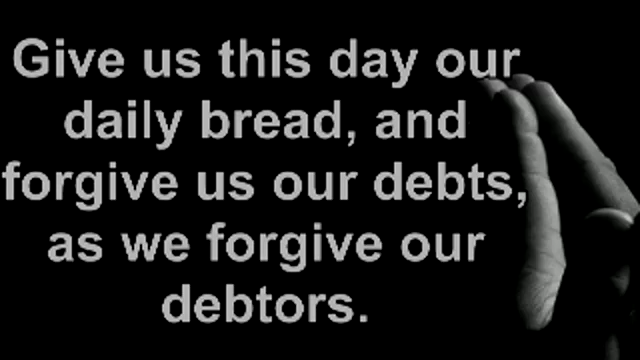 Give us this day our
daily bread, and
forgive us our debts,
as we forgive our
debtors.